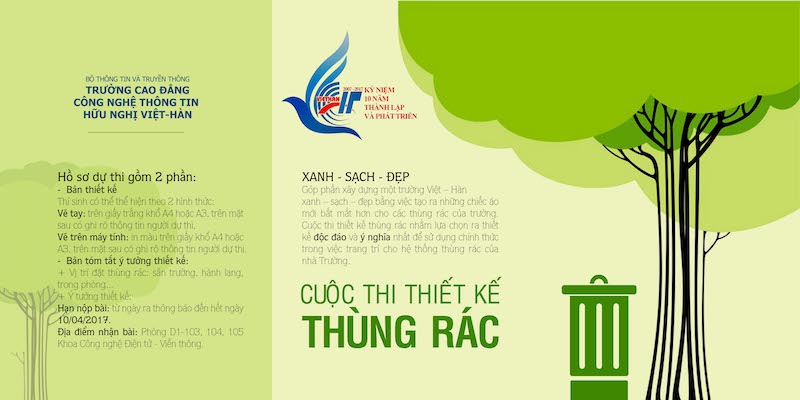 BỘ THÔNG TIN VÀ TRUYỀN THÔNG
TRƯỜNG CAO ĐẲNG
CÔNG NGHỆ THÔNG TIN
HỮU NGHỊ VIỆT-HÀN
Hồ sơ dự thi gồm 2 phần:
- Bản thiết kế
Thí sinh có thể thể hiện theo 2 hình thức:
Vẽ tay: trên giấy trắng khổ A4 hoặc A3, trên mặt
sau có ghi rõ thông tin người dự thi.
Vẽ trên máy tính: in màu trên giấy khổ A4 hoặc
A3, trên mặt sau có ghi rõ thông tin người dự thi.
- Bản tóm tắt ý tưởng thiết kế:
+ Vị trí đặt thùng rác: sân trường, hành lang,
trong phòng...
+ Ý tưởng thiết kế:
Hạn nộp bài: từ ngày ra thông báo đến hết ngày
10/04/2017.
Địa điểm nhận bài: Phòng D1-103, 104, 105
Khoa Công nghệ Điện tử - Viễn thông.
2007-2017
VIETHAN
IT
KỶ NIỆM
10 NĂM
THÀNH LẬP
VÀ PHÁT TRIỂN
XANH - SẠCH - ĐẸP
Góp phần xây dựng một trường Việt – Hàn
xanh – sạch – đẹp bằng việc tạo ra những chiếc áo
mới bắt mắt hơn cho các thùng rác của trường.
Cuộc thi thiết kế thùng rác nhằm lựa chọn ra thiết
kế độc đáo và ý nghĩa nhất để sử dụng chính thức
trong việc trang trí cho hệ thống thùng rác của
nhà Trường.
CUỘC THI THIẾT KẾ
THÙNG RÁC